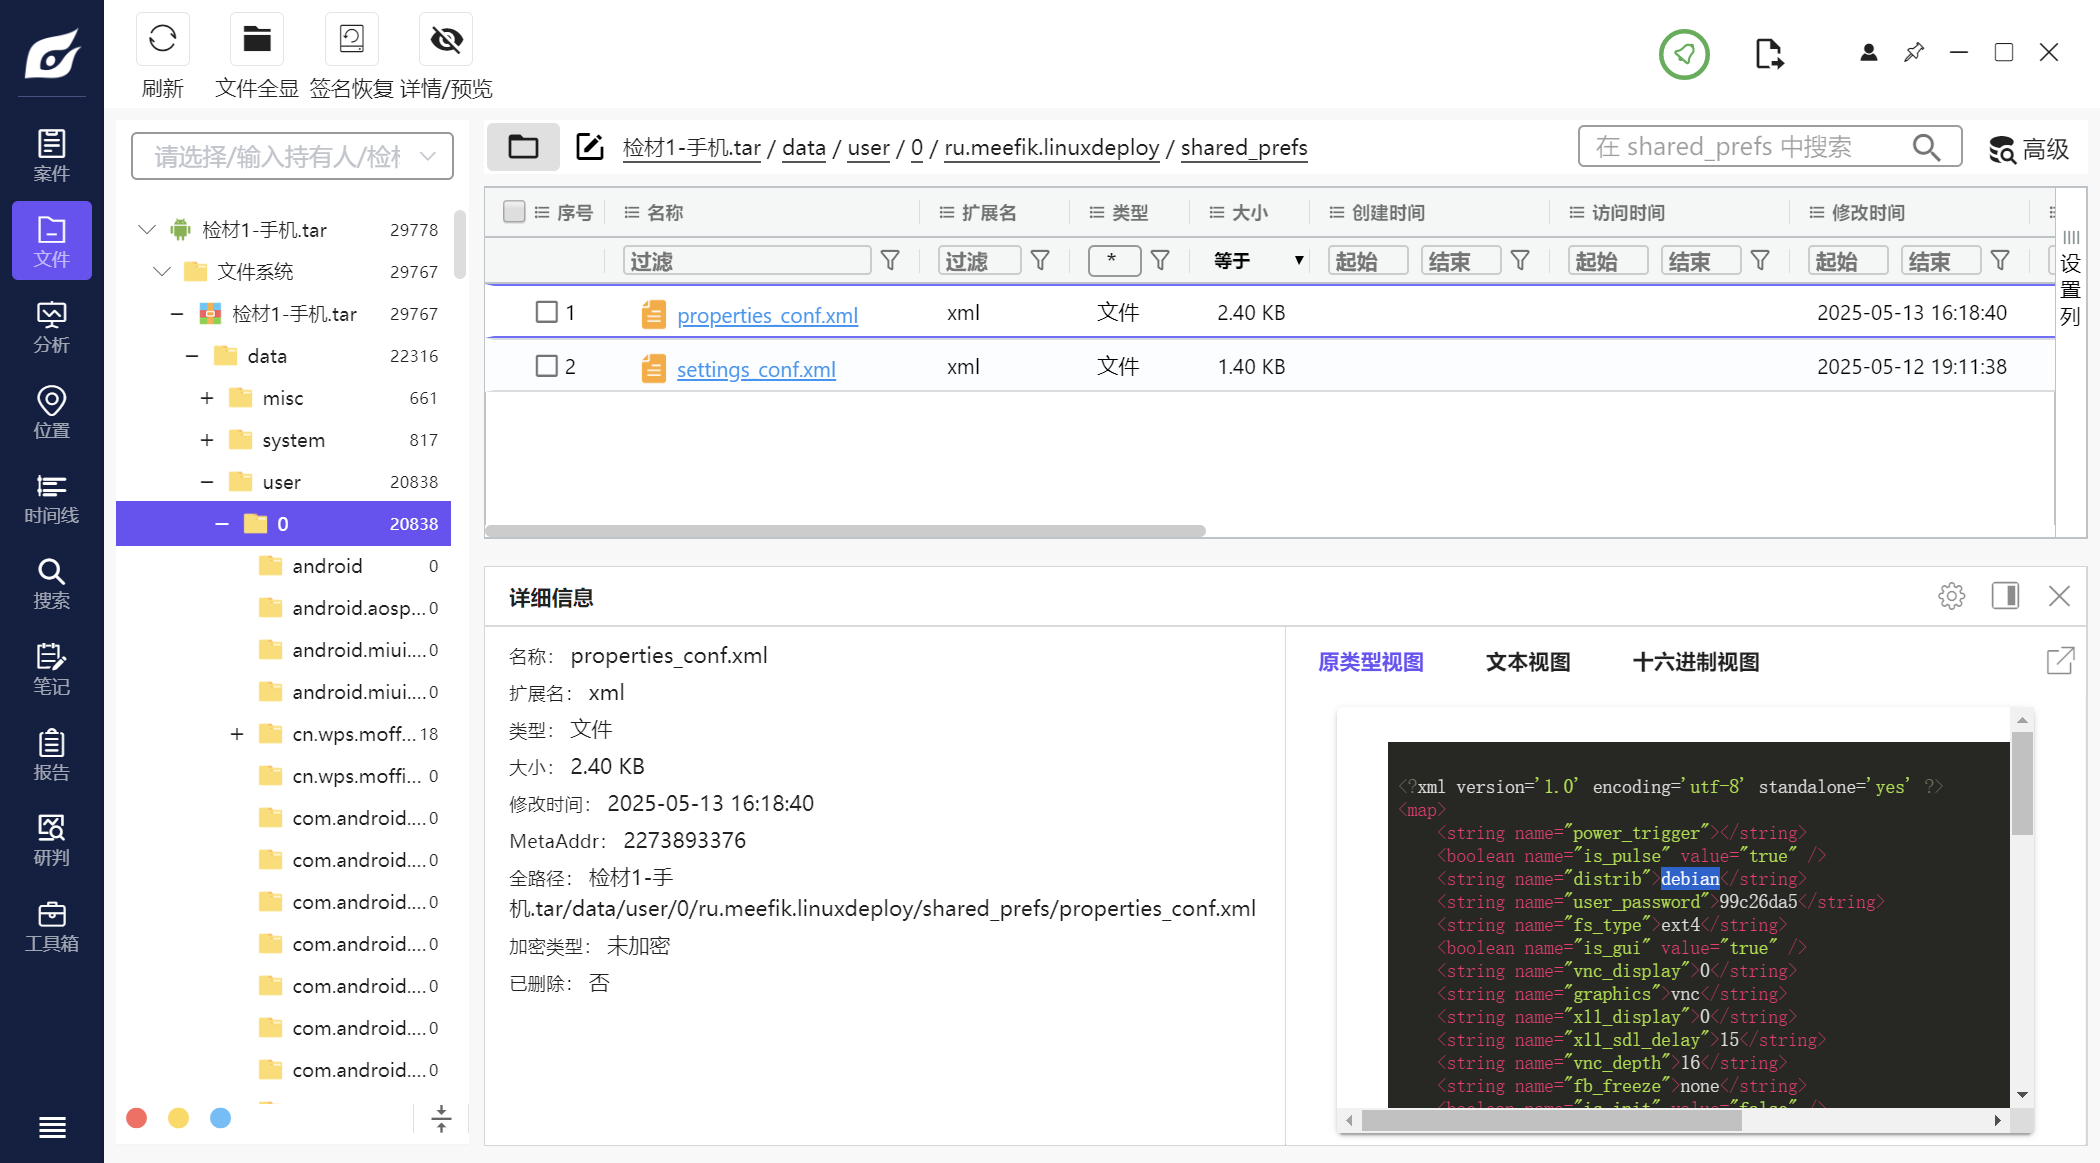 刷新
文件全显
签名恢复
详情/预览
案件
文件
分析
位置
时间线
搜索
笔记
报告
研判
工具箱
请选择/输入持有人/检材
检材1-手机.tar 29778
文件系统 29767
检材1-手机.tar 29767
data 22316
misc 661
system 817
user 20838
0 20838
android 0
android.aosp... 0
android.miui.... 0
android.miui.... 0
cn.wps.moff... 18
cn.wps.moffi... 0
com.android.... 0
com.android.... 0
com.android.... 0
com.android.... 0
com.android.... 0
com.android.... 0
com.android.... 0
检材1-手机.tar / data / user / 0 / ru.meefik.linuxdeploy / shared_prefs
在 shared_prefs 中搜索
高级
序号 名称 扩展名 类型 大小 创建时间 访问时间 修改时间
过滤 过滤 * 等于 起始 结束 起始 结束 起始 结束
设置列
1 properties_conf.xml xml 文件 2.40 KB 2025-05-13 16:18:40
2 settings_conf.xml xml 文件 1.40 KB 2025-05-12 19:11:38
详细信息
名称： properties_conf.xml
扩展名： xml
类型： 文件
大小： 2.40 KB
修改时间： 2025-05-13 16:18:40
MetaAddr： 2273893376
全路径： 检材1-手
机.tar/data/user/0/ru.meefik.linuxdeploy/shared_prefs/properties_conf.xml
加密类型： 未加密
已删除： 否
原类型视图 文本视图 十六进制视图
<?xml version='1.0' encoding='utf-8' standalone='yes' ?>
<map>
<string name="power_trigger"></string>
<boolean name="is_pulse" value="true" />
<string name="distrib">debian</string>
<string name="user_password">99c26da5</string>
<string name="fs_type">ext4</string>
<boolean name="is_gui" value="true" />
<string name="vnc_display">0</string>
<string name="graphics">vnc</string>
<string name="x11_display">0</string>
<string name="x11_sdl_delay">15</string>
<string name="vnc_depth">16</string>
<string name="fb_freeze">none</string>
<boolean name="is_init" value="false" />